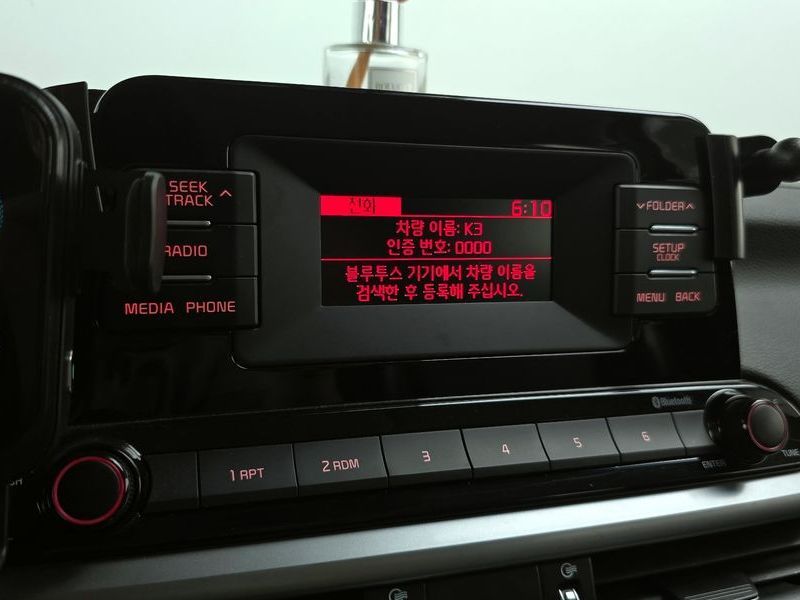 SEEK
TRACK
RADIO
MEDIA PHONE
전화 6:10
차량 이름: K3
인증 번호: 0000
블루투스 기기에서 차량 이름을
검색한 후 등록해 주십시오.
FOLDER
SETUP
CLOCK
MENU BACK
Bluetooth
1 RPT
2 RDM
3
4
5
6
ENTER
TUNE